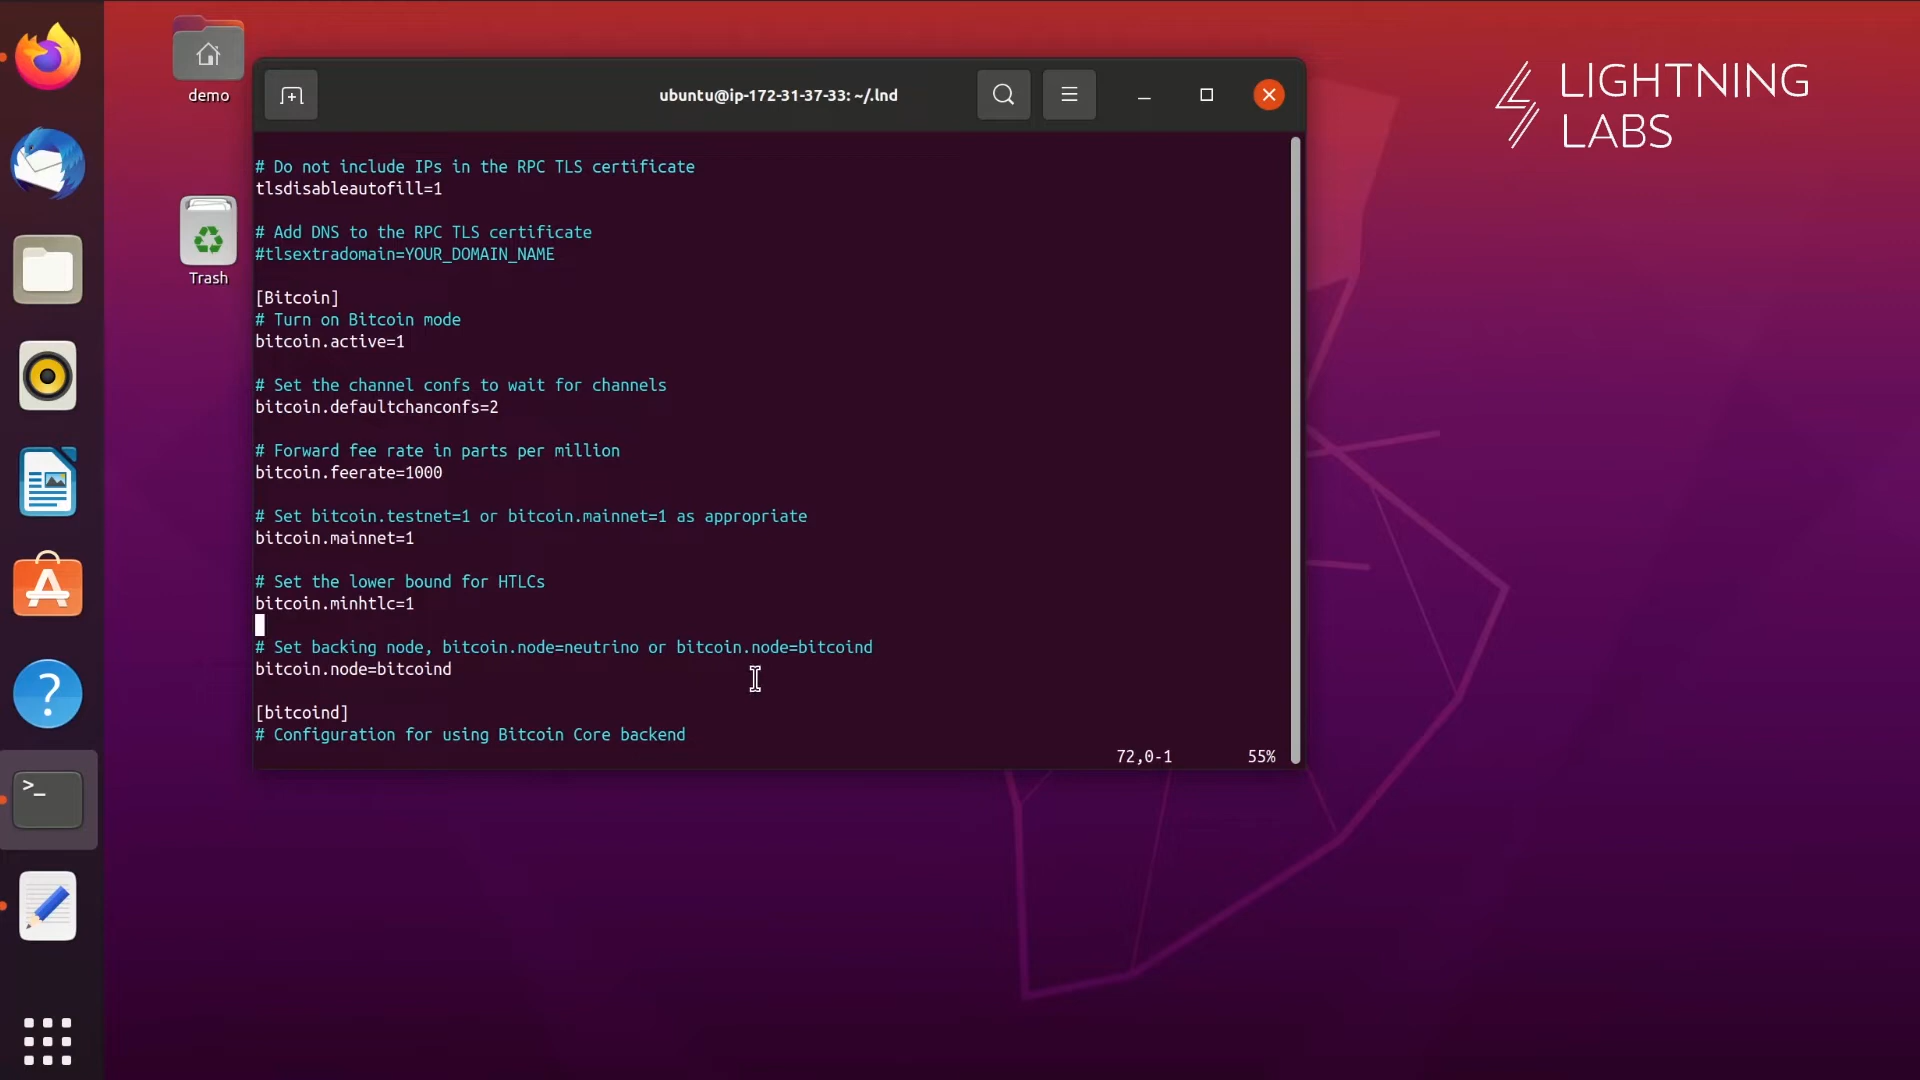 demo
Trash
ubuntu@ip-172-31-37-33: ~/.lnd
LIGHTNING
LABS
# Do not include IPs in the RPC TLS certificate
tlsdisableautofill=1
# Add DNS to the RPC TLS certificate
#tlsextradomain=YOUR_DOMAIN_NAME
[Bitcoin]
# Turn on Bitcoin mode
bitcoin.active=1
# Set the channel confs to wait for channels
bitcoin.defaultchanconfs=2
# Forward fee rate in parts per million
bitcoin.feerate=1000
# Set bitcoin.testnet=1 or bitcoin.mainnet=1 as appropriate
bitcoin.mainnet=1
# Set the lower bound for HTLCs
bitcoin.minhtlc=1
# Set backing node, bitcoin.node=neutrino or bitcoin.node=bitcoind
bitcoin.node=bitcoind
[bitcoind]
# Configuration for using Bitcoin Core backend
72,0-1 55%